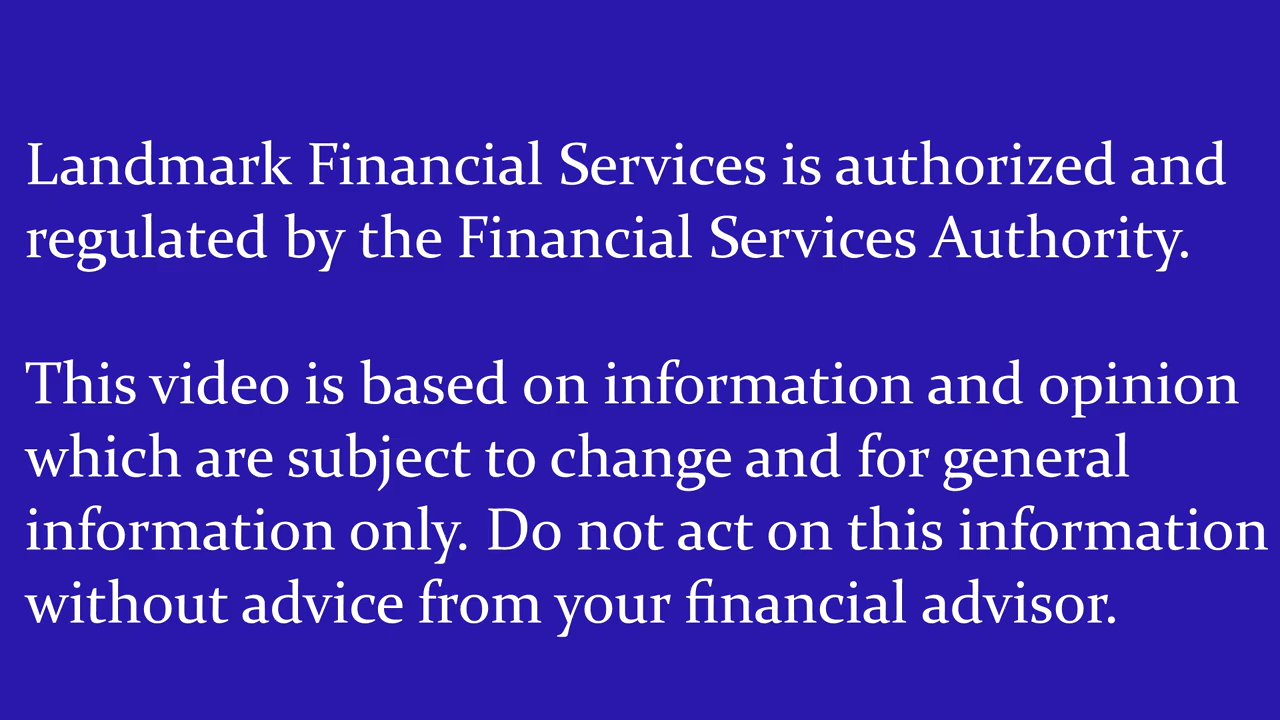 Landmark Financial Services is authorized and
regulated by the Financial Services Authority.
This video is based on information and opinion
which are subject to change and for general
information only. Do not act on this information
without advice from your financial advisor.